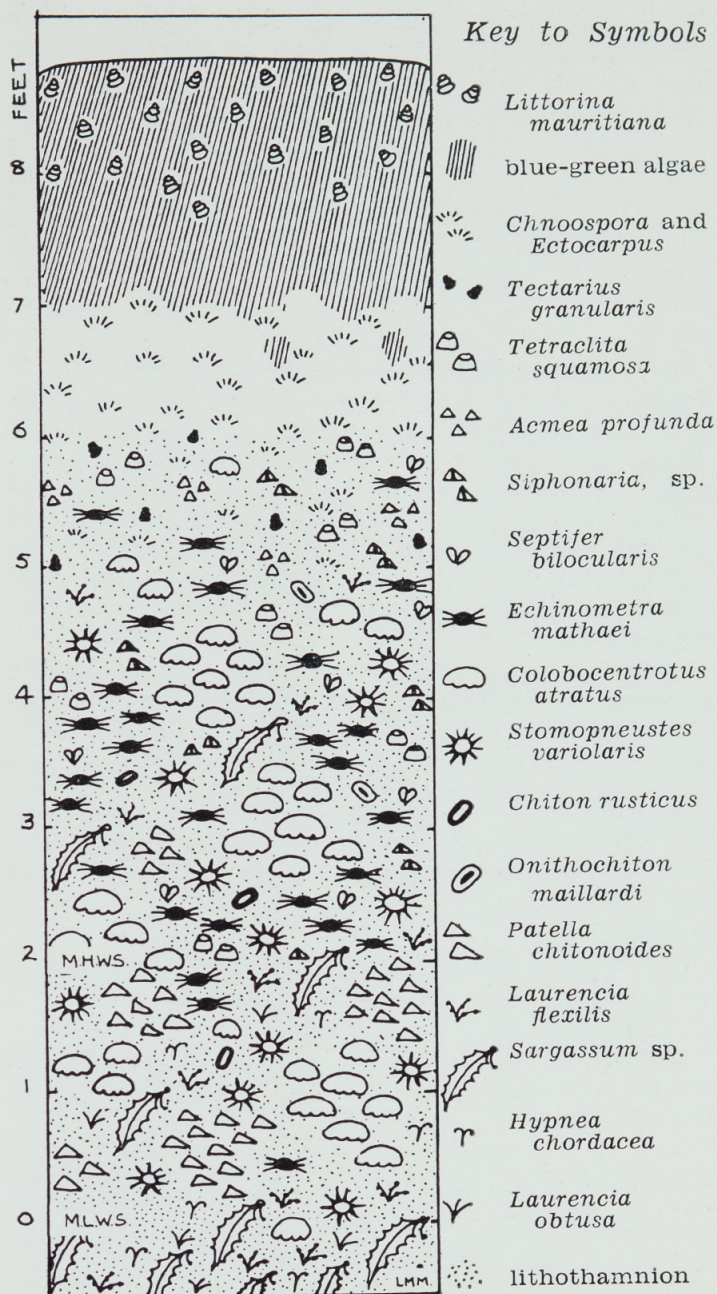 Key to Symbols
FEET
8
7
6
5
4
3
2
1
0
M.H.W.S.
M.L.W.S.
LMM.
Littorina
mauritiana
blue-green algae
Chnoospora and
Ectocarpus
Tectarius
granularis
Tetraclita
squamosa
Acmea profunda
Siphonaria, sp.
Septifer
bilocularis
Echinometra
mathaei
Colobocentrotus
atratus
Stomopneustes
variolaris
Chiton rusticus
Onithochiton
maillardi
Patella
chitonoides
Laurencia
flexilis
Sargassum sp.
Hypnea
chordacea
Laurencia
obtusa
lithothamnion